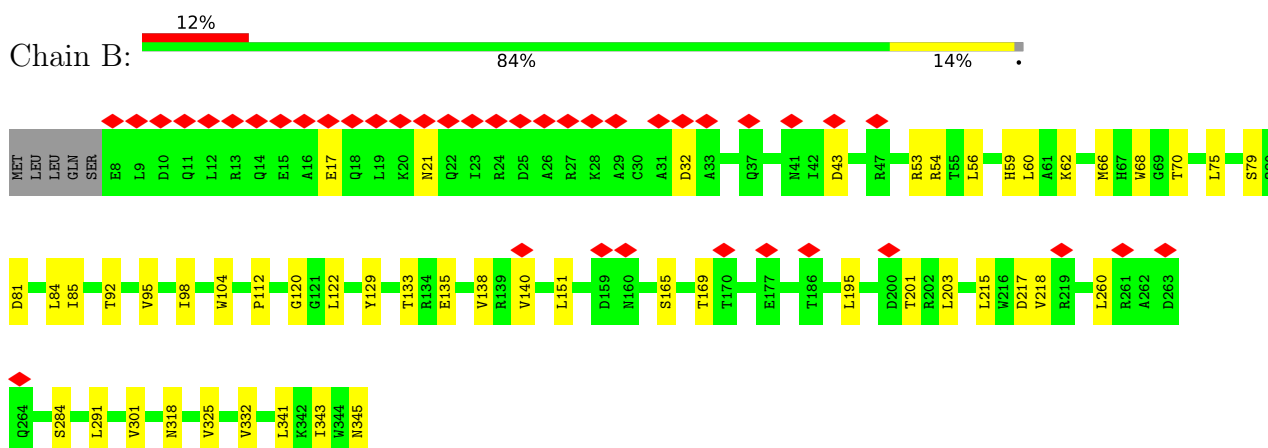 12%
Chain B:
84% 14% •
MET LEU LEU GLN SER E8 L9 D10 Q11 L12 R13 Q14 E15 A16 E17 Q18 L19 K20 N21 Q22 I23 R24 D25 A26 R27 K28 A29 C30 A31 D32 A33 Q37 N41 I42 D43 R47 R53 R54 T55 L56 H59 L60 A61 K62 M66 H67 W68 G69 T70 L75 S79
D81 L84 I85 T92 V95 I98 W104 P112 G120 G121 L122 Y129 T133 R134 E135 V138 R139 V140 L151 D159 N160 S165 T169 T170 E177 T186 L195 D200 T201 R202 L203 L215 W216 D217 V218 R219 L260 R261 A262 D263
Q264 S284 L291 V301 N318 V325 V332 L341 K342 I343 W344 N345